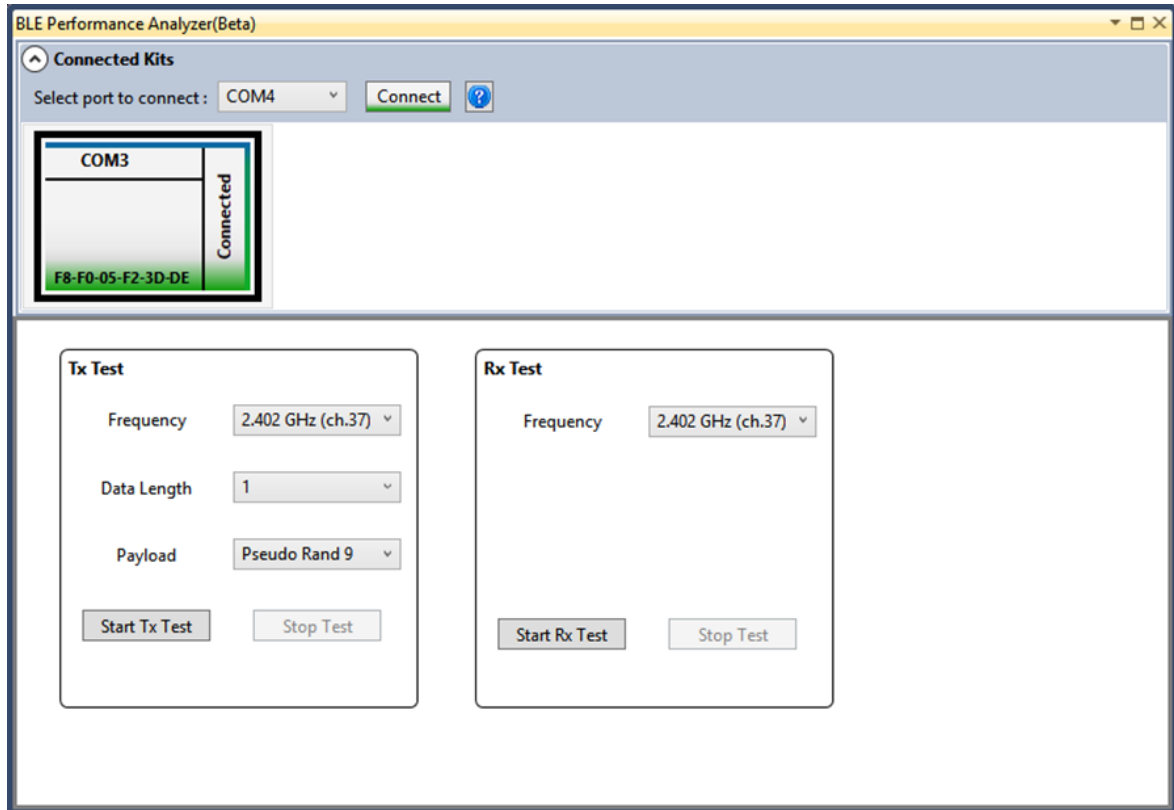 BLE Performance Analyzer(Beta)
Connected Kits
Select port to connect : COM4 Connect ?
COM3
Connected
F8-F0-05-F2-3D-DE
Tx Test
Frequency 2.402 GHz (ch.37)
Data Length 1
Payload Pseudo Rand 9
Start Tx Test Stop Test
Rx Test
Frequency 2.402 GHz (ch.37)
Start Rx Test Stop Test